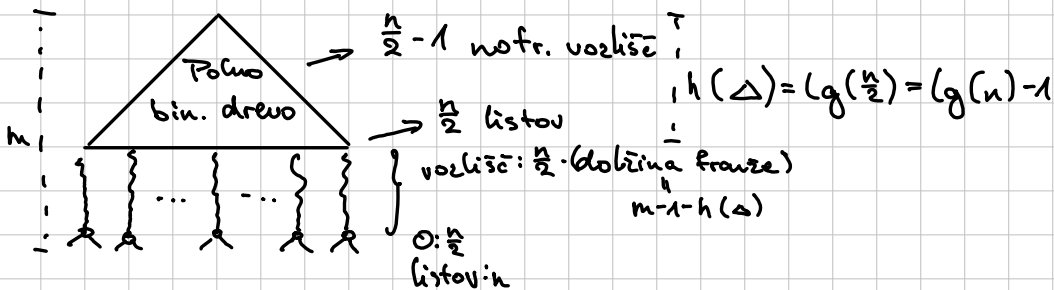 n/2 - 1 notr. vozlišč
Polno
bin. drevo
h(Δ) = lg(n/2) = lg(n) - 1
m
n/2 listov
vozlišč: n/2 · (dolžina franže)
"
m-1-h(Δ)
... ...
O: n/2
listov: n